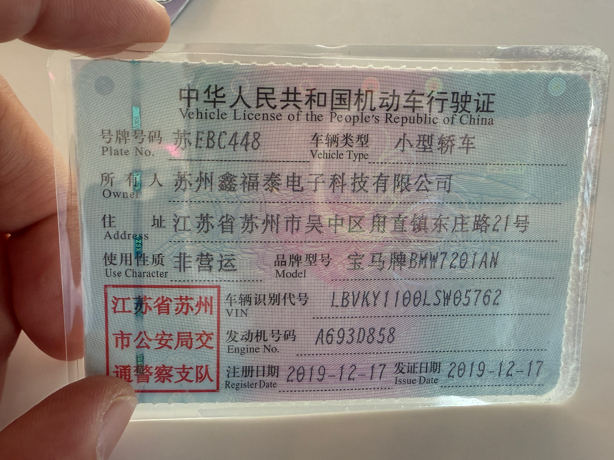 中华人民共和国机动车行驶证
Vehicle License of the People's Republic of China
号牌号码 苏EBC448 车辆类型 小型轿车
Plate No. Vehicle Type
所有人 苏州鑫福泰电子科技有限公司
Owner
住址 江苏省苏州市吴中区甪直镇东庄路21号
Address
使用性质 非营运 品牌型号 宝马牌BMW7201AN
Use Character Model
江苏省苏州
市公安局交
通警察支队
车辆识别代号 LBVKY1100LSW05762
VIN
发动机号码 A693D858
Engine No.
注册日期 2019-12-17 发证日期 2019-12-17
Register Date Issue Date